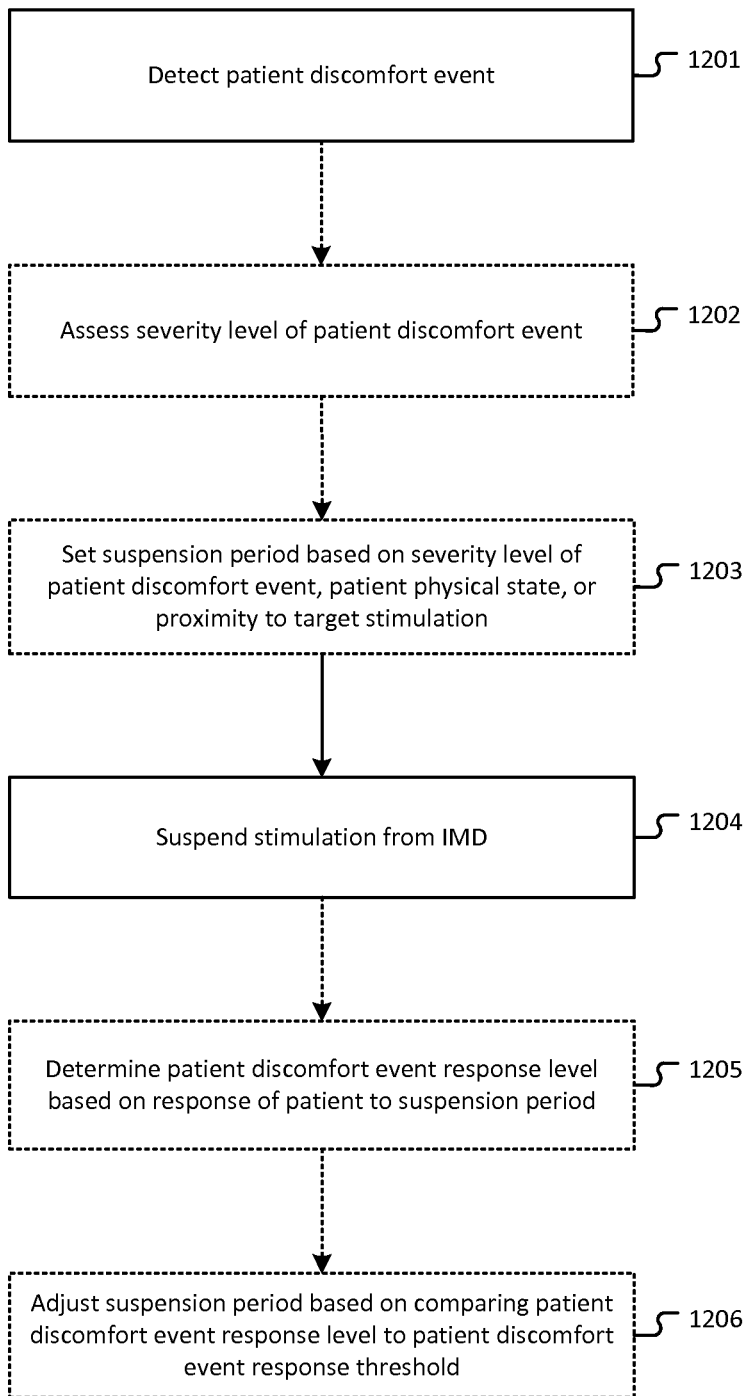 Detect patient discomfort event
1201
Assess severity level of patient discomfort event
1202
Set suspension period based on severity level of
patient discomfort event, patient physical state, or
proximity to target stimulation
1203
Suspend stimulation from IMD
1204
Determine patient discomfort event response level
based on response of patient to suspension period
1205
Adjust suspension period based on comparing patient
discomfort event response level to patient discomfort
event response threshold
1206